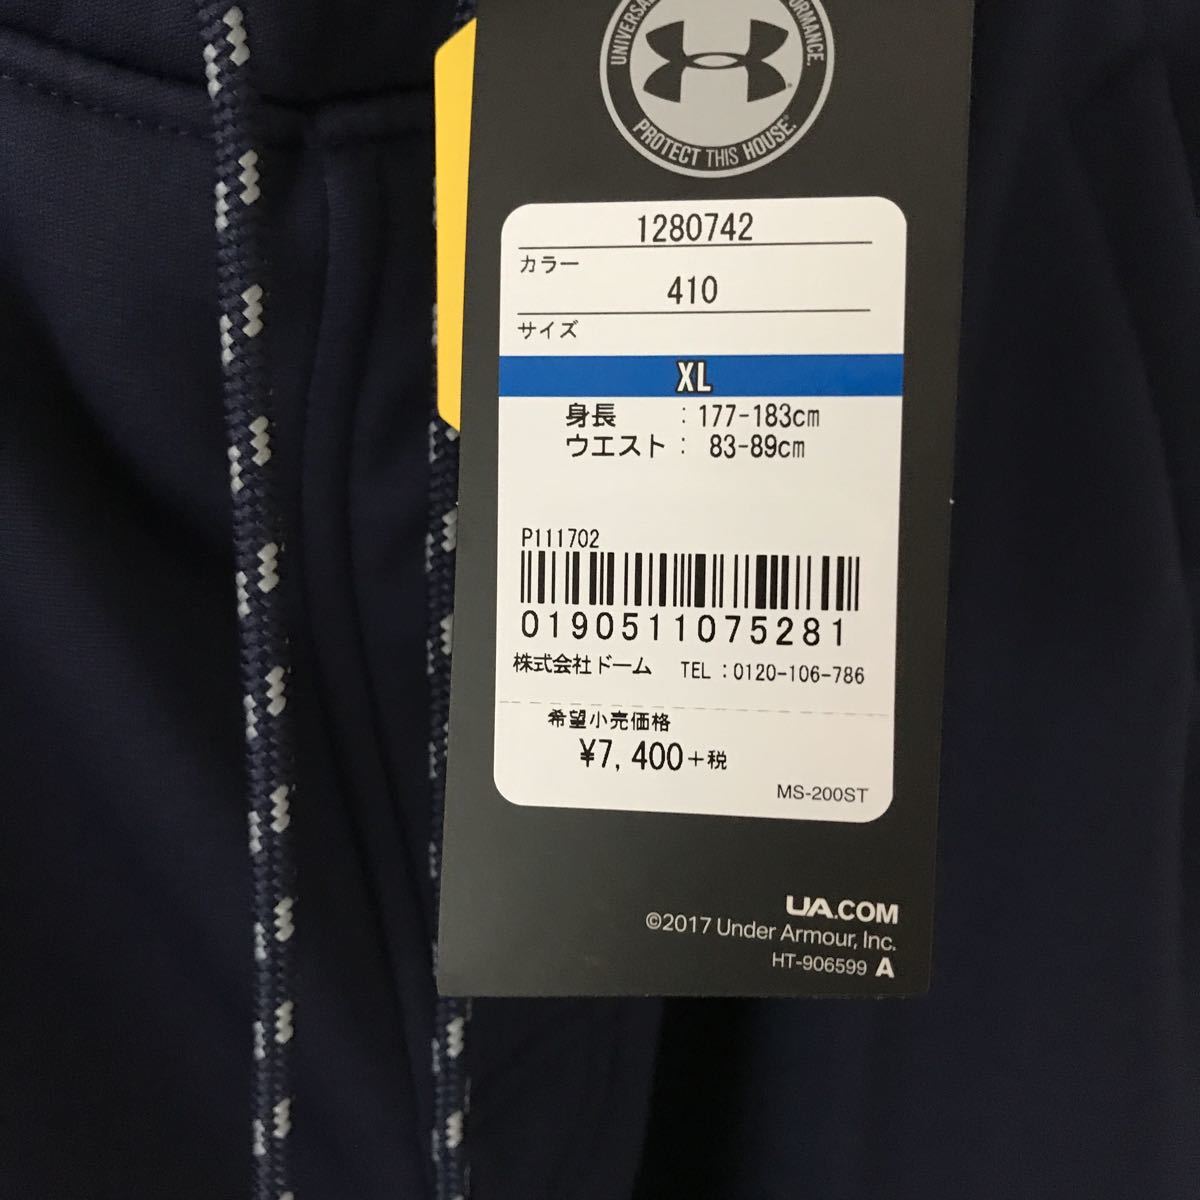 UNIVERSAL
PERFORMANCE.
PROTECT THIS HOUSE.
1280742
カラー
410
サイズ
XL
身長 : 177-183cm
ウエスト : 83-89cm
P111702
0190511075281
株式会社ドーム TEL:0120-106-786
希望小売価格
¥7,400+税
MS-200ST
UA.COM
©2017 Under Armour, Inc.
HT-906599 A